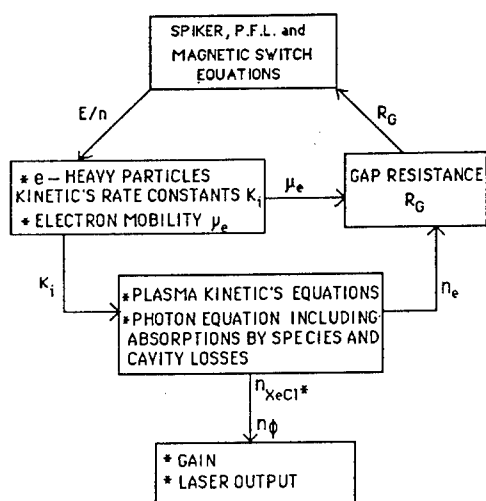 SPIKER, P.F.L. and
MAGNETIC SWITCH
EQUATIONS
E/n
R_G
* e- HEAVY PARTICLES
KINETIC'S RATE CONSTANTS K_i
* ELECTRON MOBILITY μ_e
μ_e
GAP RESISTANCE
R_G
K_i
n_e
*PLASMA KINETIC'S EQUATIONS
*PHOTON EQUATION INCLUDING
ABSORPTIONS BY SPECIES AND
CAVITY LOSSES
n_XeCl*
n_ϕ
* GAIN
* LASER OUTPUT